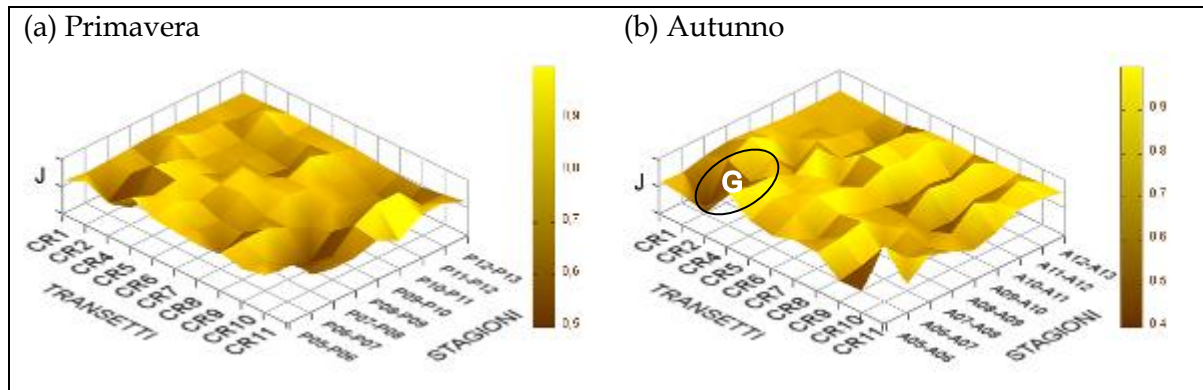 (a) Primavera
J
0,9
0,8
0,7
0,6
0,5
CR1
CR2
CR4
CR5
CR6
CR7
CR8
CR9
CR10
CR11
TRANSETTI
P12-P13
P11-P12
P10-P11
P09-P10
P08-P09
P07-P08
P06-P07
P05-P06
STAGIONI
(b) Autunno
J
G
0.9
0.8
0.7
0.6
0.5
0.4
CR1
CR2
CR4
CR5
CR6
CR7
CR8
CR9
CR10
CR11
TRANSETTI
A12-A13
A11-A12
A10-A11
A09-A10
A08-A09
A07-A08
A06-A07
A05-A06
STAGIONI